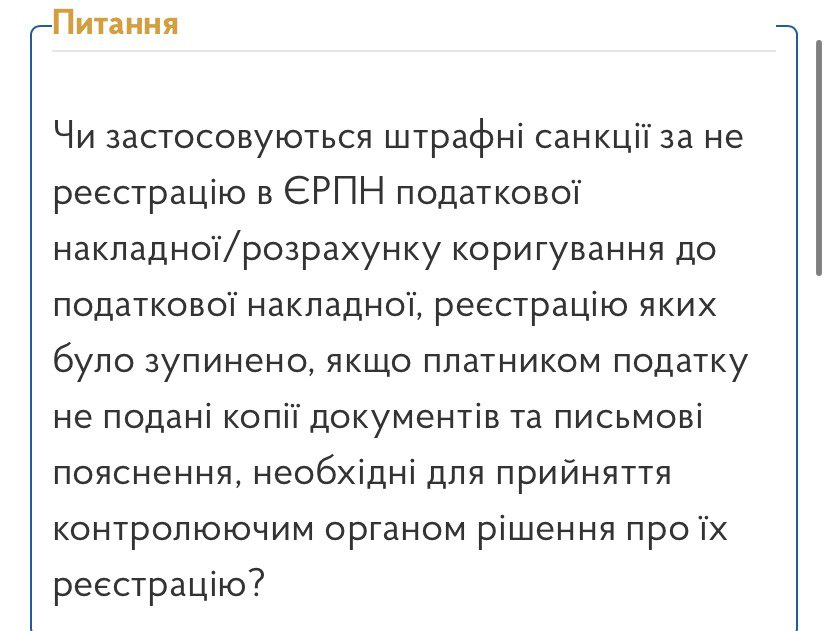 Питання
Чи застосовуються штрафні санкції за не
реєстрацію в ЄРПН податкової
накладної/розрахунку коригування до
податкової накладної, реєстрацію яких
було зупинено, якщо платником податку
не подані копії документів та письмові
пояснення, необхідні для прийняття
контролюючим органом рішення про їх
реєстрацію?